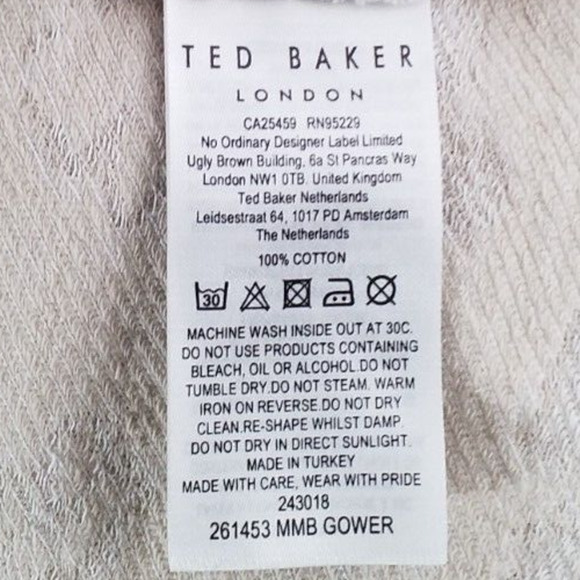 TED BAKER
LONDON
CA25459 RN95229
No Ordinary Designer Label Limited
Ugly Brown Building, 6a St Pancras Way
London NW1 0TB. United Kingdom
Ted Baker Netherlands
Leidsestraat 64, 1017 PD Amsterdam
The Netherlands
100% COTTON
30
MACHINE WASH INSIDE OUT AT 30C.
DO NOT USE PRODUCTS CONTAINING
BLEACH, OIL OR ALCOHOL.DO NOT
TUMBLE DRY.DO NOT STEAM. WARM
IRON ON REVERSE.DO NOT DRY
CLEAN.RE-SHAPE WHILST DAMP.
DO NOT DRY IN DIRECT SUNLIGHT.
MADE IN TURKEY
MADE WITH CARE, WEAR WITH PRIDE
243018
261453 MMB GOWER